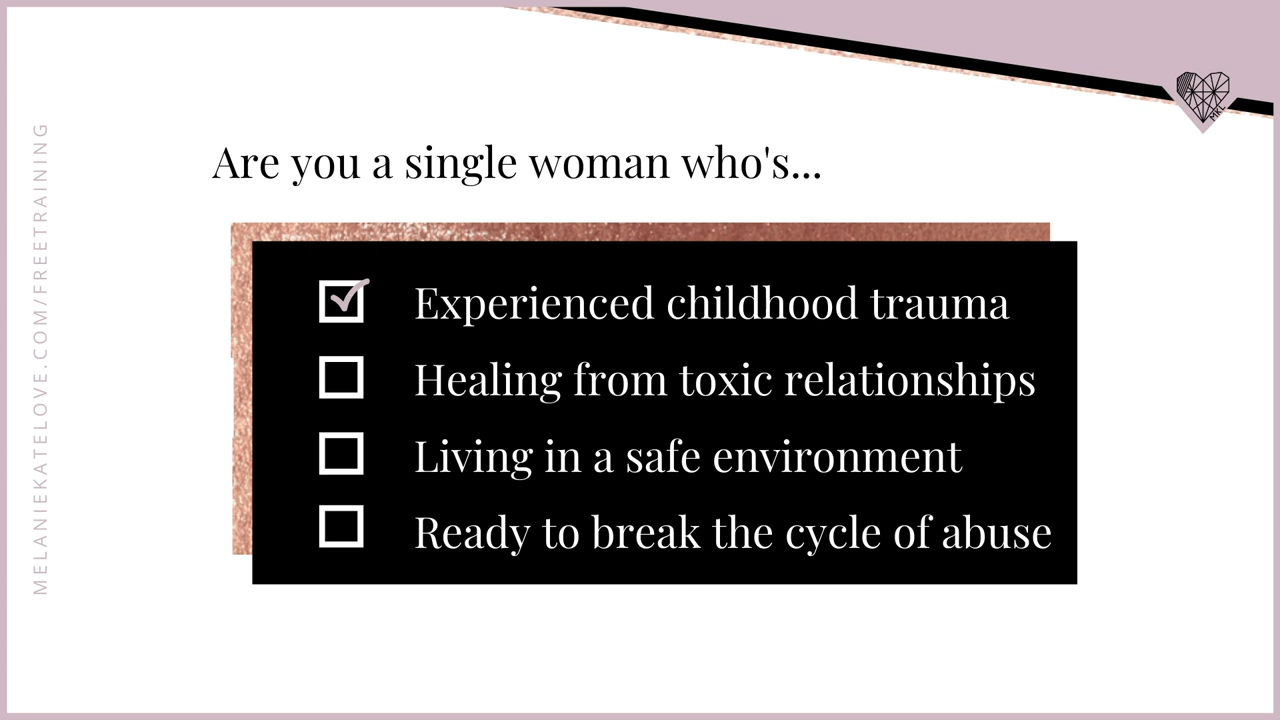 Are you a single woman who's...
Experienced childhood trauma
Healing from toxic relationships
Living in a safe environment
Ready to break the cycle of abuse
MELANIEKATELOVE.COM/FREETRAINING
MKL